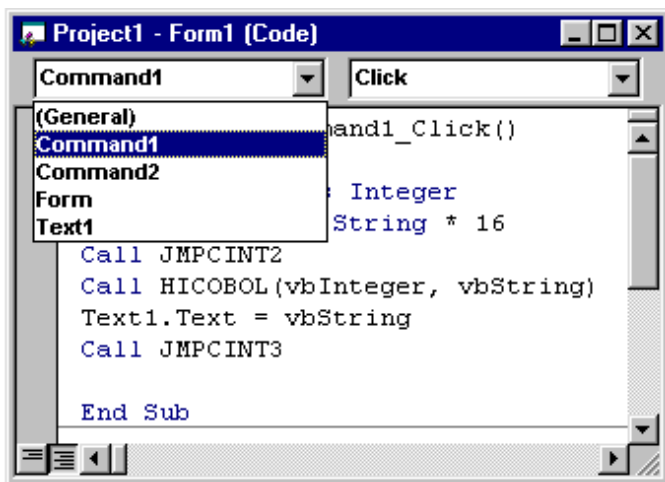 Project1 - Form1 (Code)
Command1 Click
(General)
Command1
Command2
Form
Text1
mand1_Click()
Integer
String * 16
Call JMPCINT2
Call HICOBOL(vbInteger, vbString)
Text1.Text = vbString
Call JMPCINT3
End Sub